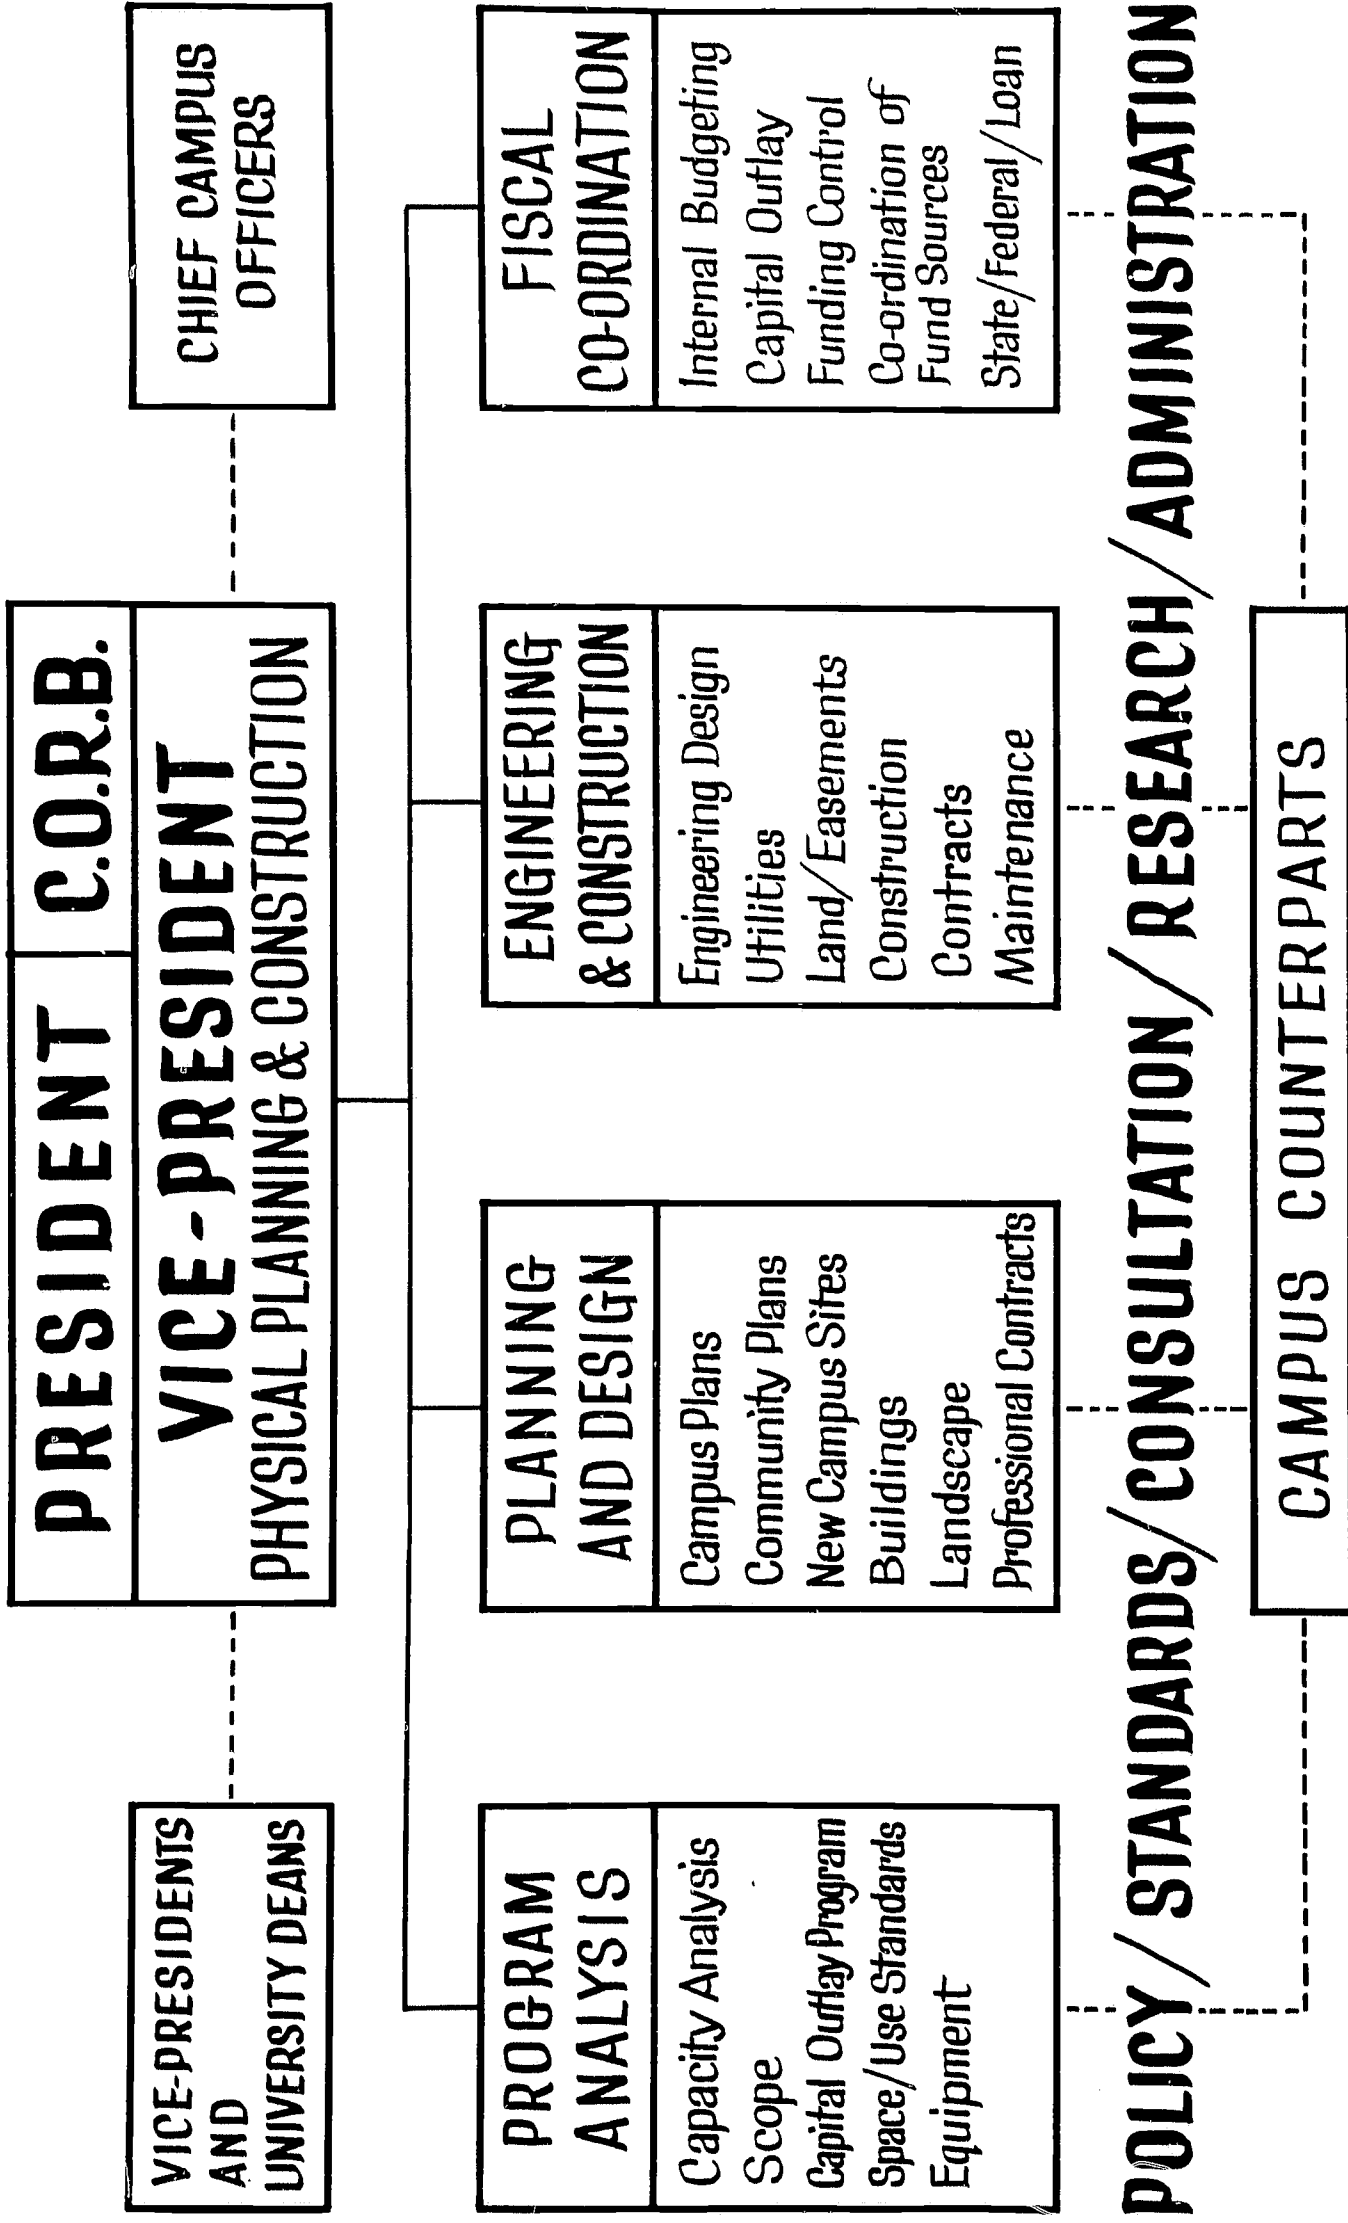 PRESIDENT C.O.R.B.
VICE-PRESIDENT
PHYSICAL PLANNING & CONSTRUCTION
VICE-PRESIDENTS
AND
UNIVERSITY DEANS
CHIEF CAMPUS
OFFICERS
PROGRAM
ANALYSIS
Capacity Analysis
Scope
Capital Outlay Program
Space/Use Standards
Equipment
PLANNING
AND DESIGN
Campus Plans
Community Plans
New Campus Sites
Buildings
Landscape
Professional Contracts
ENGINEERING
& CONSTRUCTION
Engineering Design
Utilities
Land/Easements
Construction
Contracts
Maintenance
FISCAL
CO-ORDINATION
Internal Budgeting
Capital Outlay
Funding Control
Co-ordination of
Fund Sources
State/Federal/Loan
POLICY/STANDARDS/CONSULTATION/RESEARCH/ADMINISTRATION
CAMPUS COUNTERPARTS